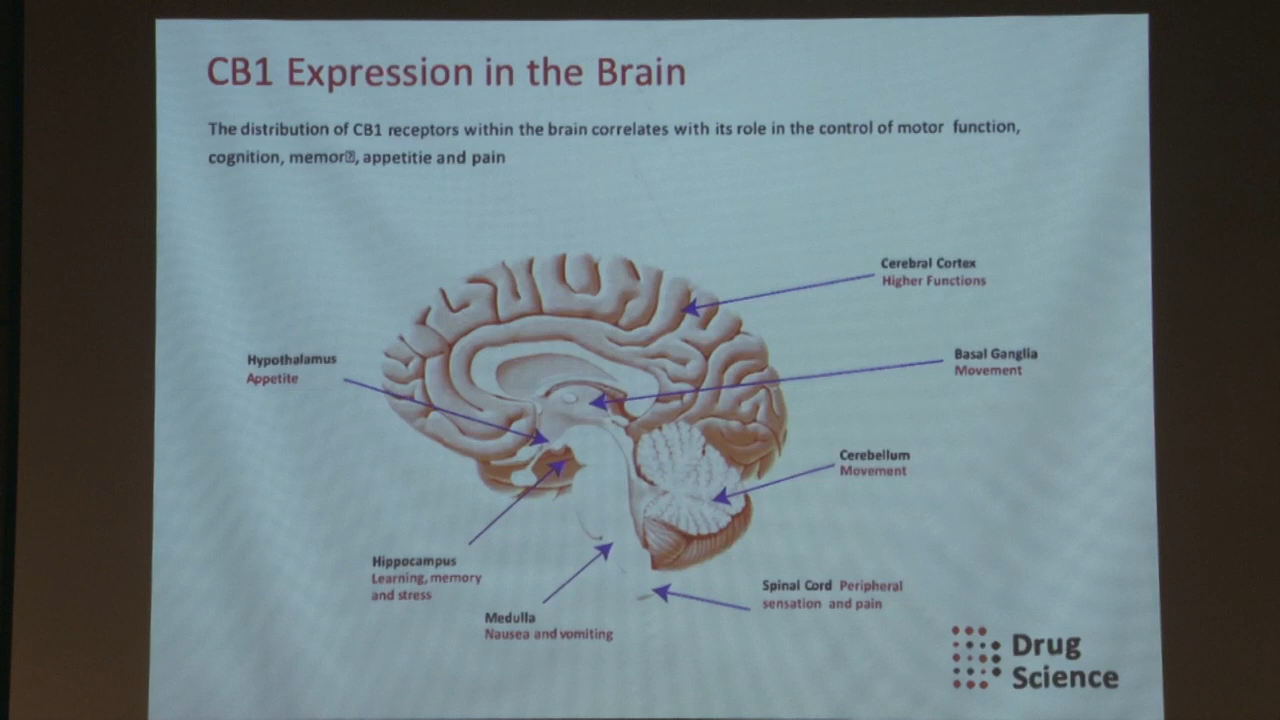 CB1 Expression in the Brain
The distribution of CB1 receptors within the brain correlates with its role in the control of motor function,
cognition, memor⍰, appetitie and pain
Cerebral Cortex
Higher Functions
Hypothalamus
Appetite
Basal Ganglia
Movement
Cerebellum
Movement
Hippocampus
Learning, memory
and stress
Medulla
Nausea and vomiting
Spinal Cord Peripheral
sensation and pain
Drug
Science